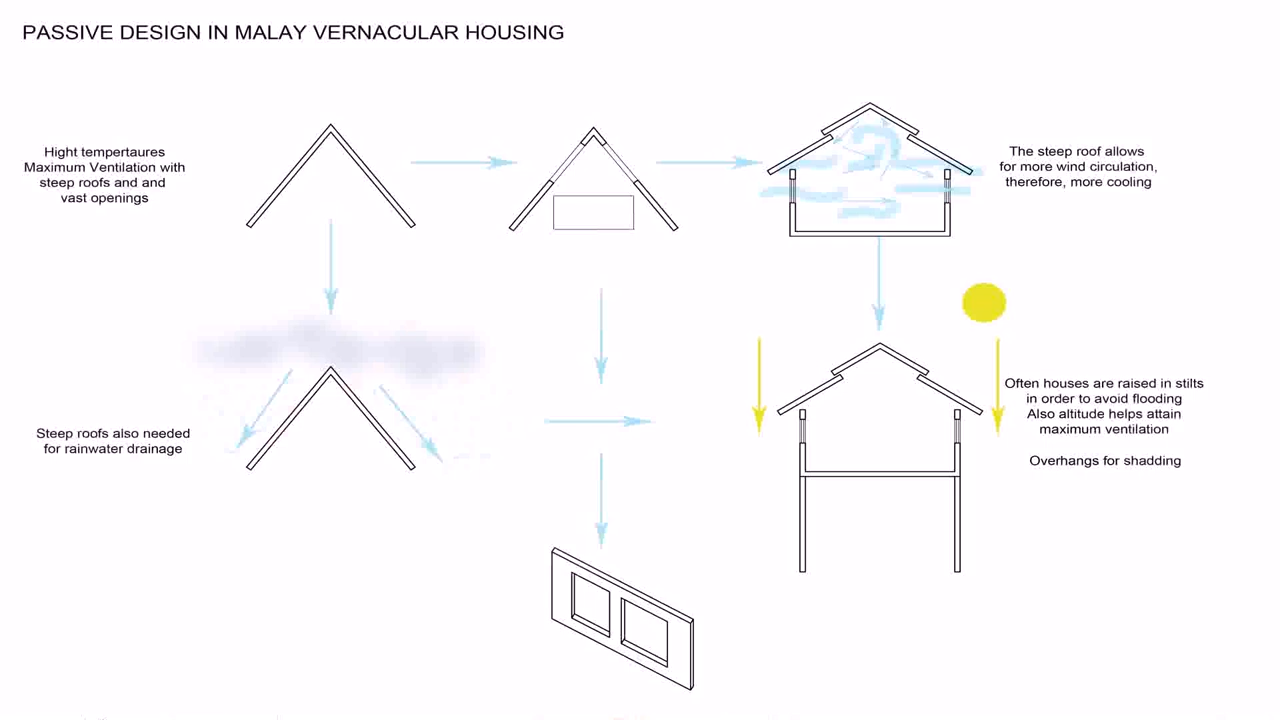 PASSIVE DESIGN IN MALAY VERNACULAR HOUSING
Hight tempertaures
Maximum Ventilation with
steep roofs and and
vast openings
The steep roof allows
for more wind circulation,
therefore, more cooling
Steep roofs also needed
for rainwater drainage
Often houses are raised in stilts
in order to avoid flooding
Also altitude helps attain
maximum ventilation
Overhangs for shadding